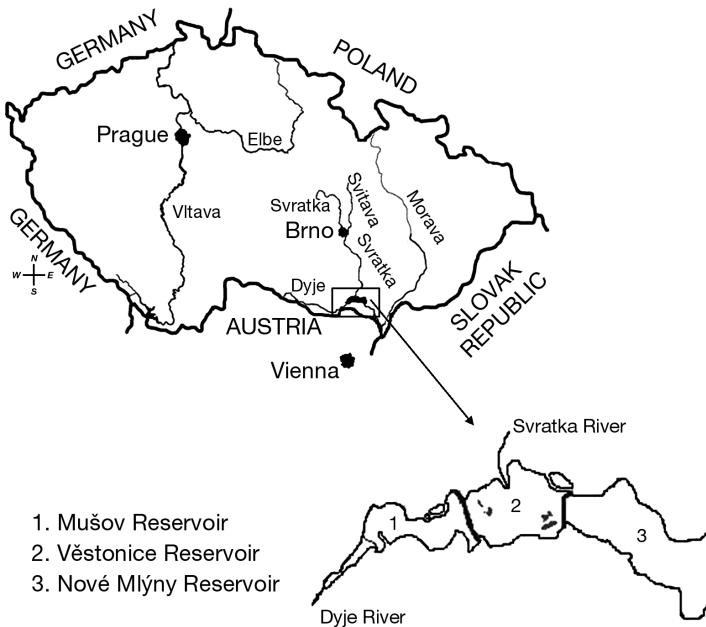 GERMANY
POLAND
Prague
Elbe
Vltava
Svratka
Svitava
Morava
Brno
Svratka
GERMANY
N
W E
S
Dyje
AUSTRIA
SLOVAK
REPUBLIC
Vienna
Svratka River
1
2
3
1. Mušov Reservoir
2. Věstonice Reservoir
3. Nové Mlýny Reservoir
Dyje River